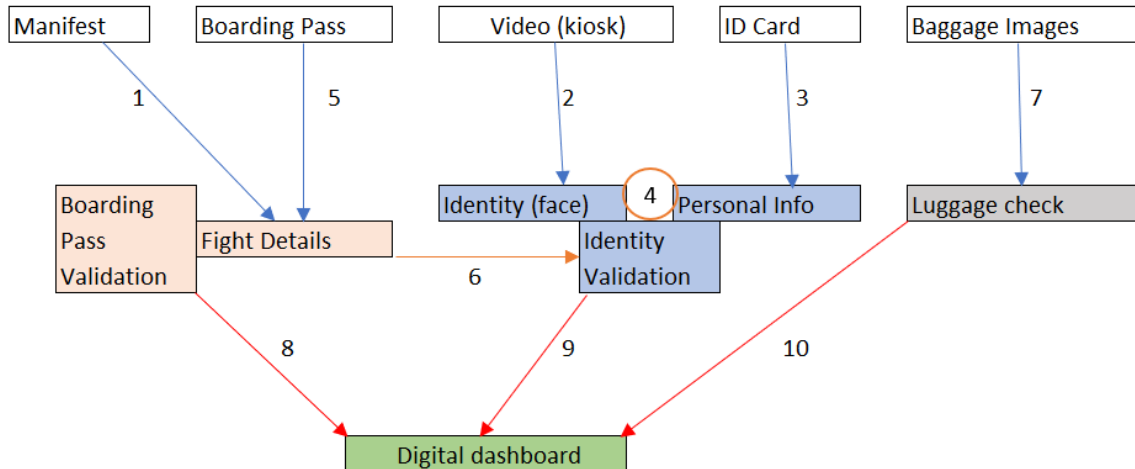 Manifest
Boarding Pass
Video (kiosk)
ID Card
Baggage Images
1
5
2
3
7
Boarding
Pass
Validation
Fight Details
Identity (face)
4
Personal Info
Identity
Validation
Luggage check
6
8
9
10
Digital dashboard